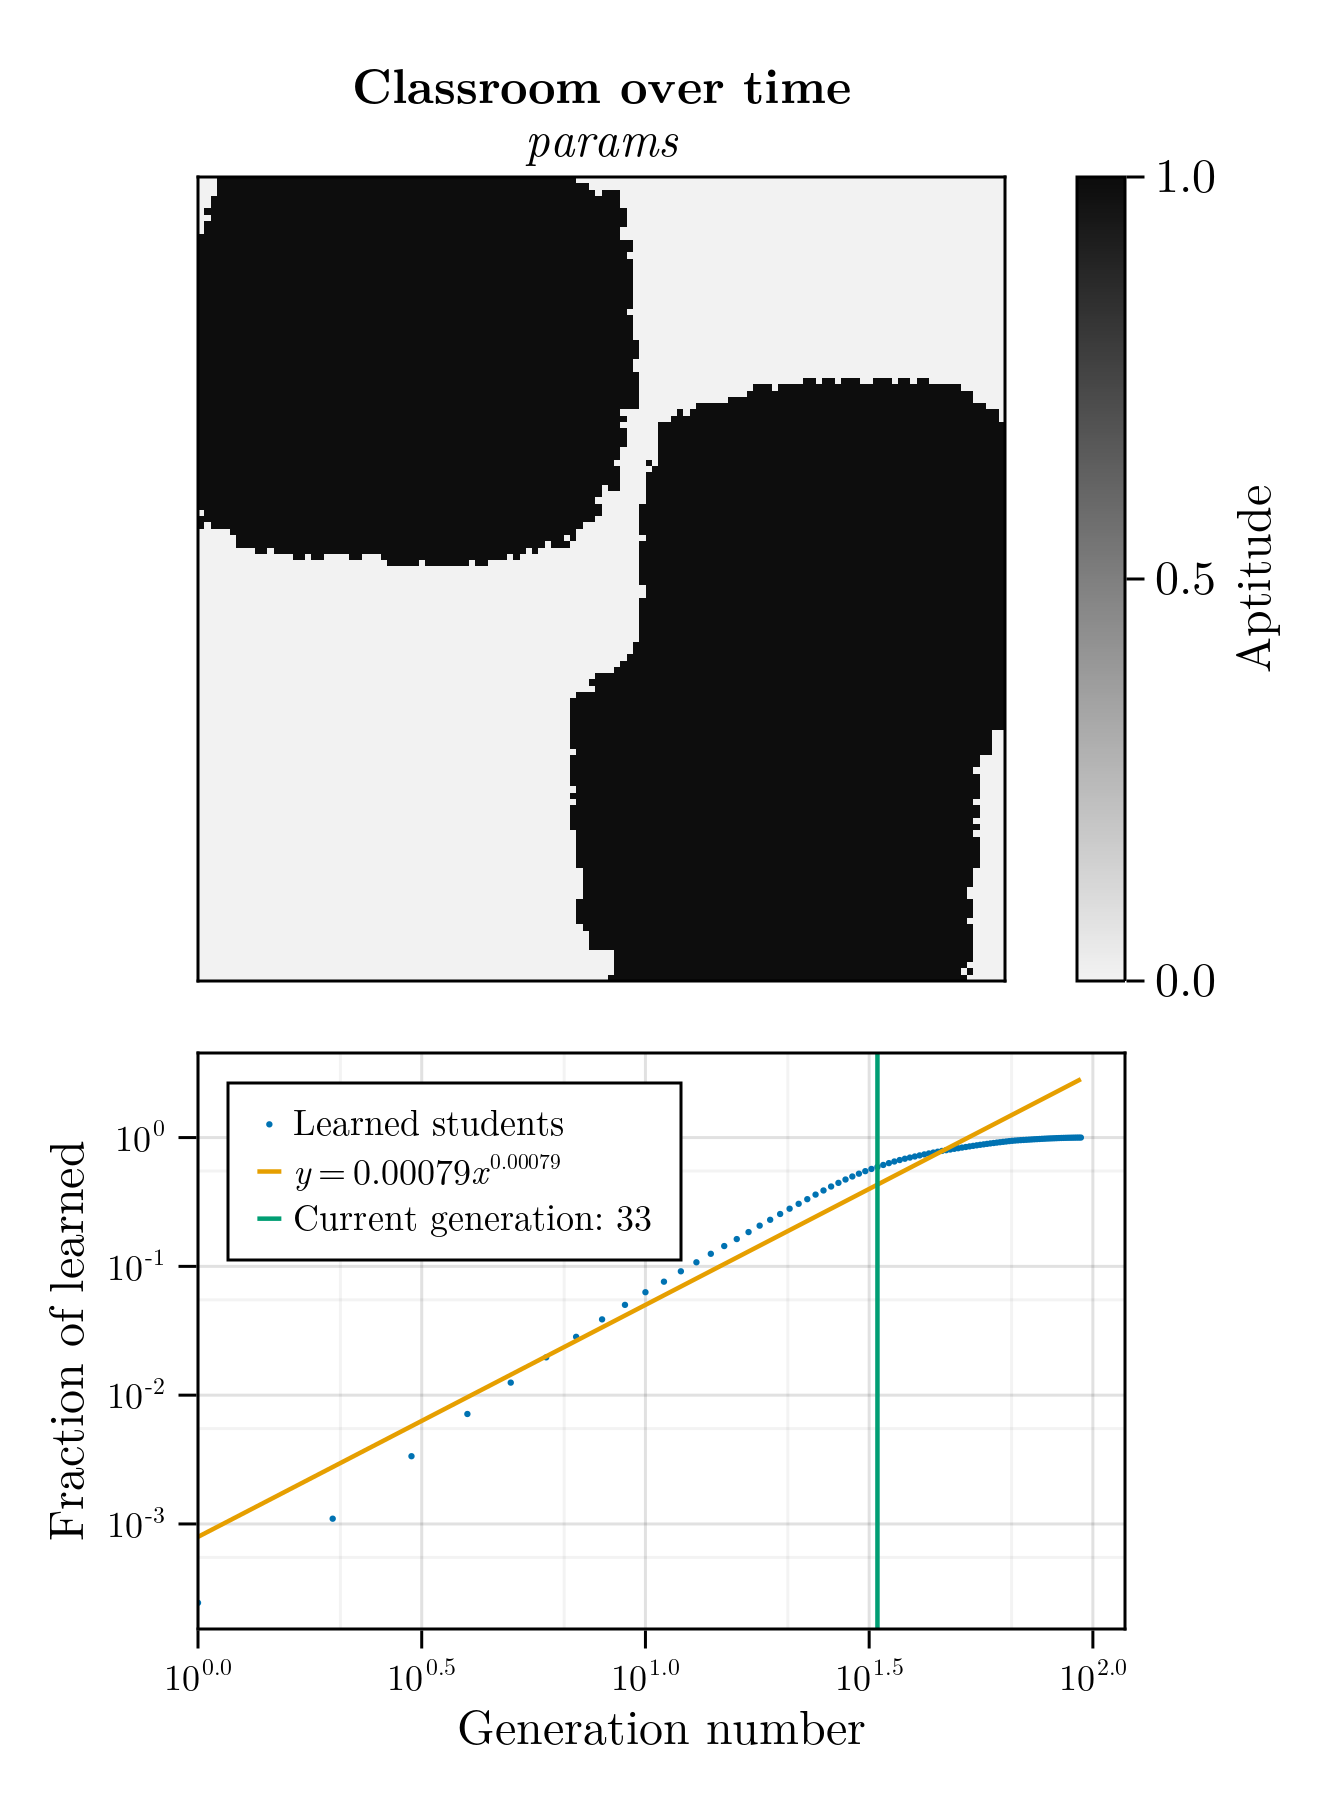 Classroom over time
params
1.0
0.5
0.0
Aptitude
Learned students
y = 0.00079x^0.00079
Current generation: 33
10^0
10^-1
10^-2
10^-3
Fraction of learned
10^0.0
10^0.5
10^1.0
10^1.5
10^2.0
Generation number